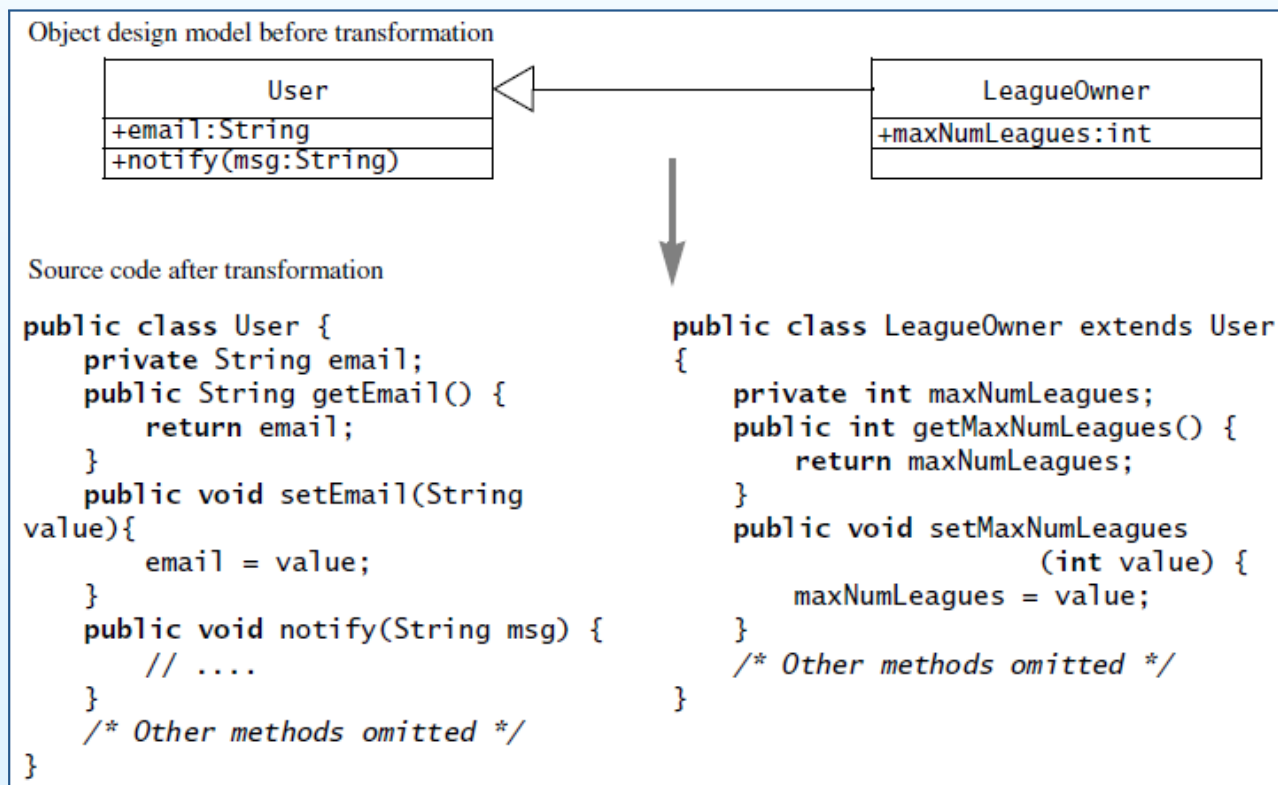 Object design model before transformation
User
+email:String
+notify(msg:String)
LeagueOwner
+maxNumLeagues:int
Source code after transformation
public class User {
private String email;
public String getEmail() {
return email;
}
public void setEmail(String
value){
email = value;
}
public void notify(String msg) {
// ....
}
/* Other methods omitted */
}
public class LeagueOwner extends User
{
private int maxNumLeagues;
public int getMaxNumLeagues() {
return maxNumLeagues;
}
public void setMaxNumLeagues
(int value) {
maxNumLeagues = value;
}
/* Other methods omitted */
}